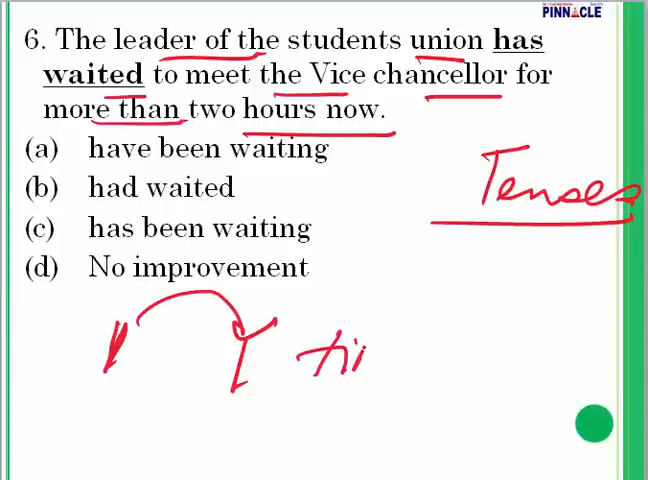 PINNACLE
6. The leader of the students union has
waited to meet the Vice chancellor for
more than two hours now.
(a) have been waiting
(b) had waited
(c) has been waiting
(d) No improvement
Tenses